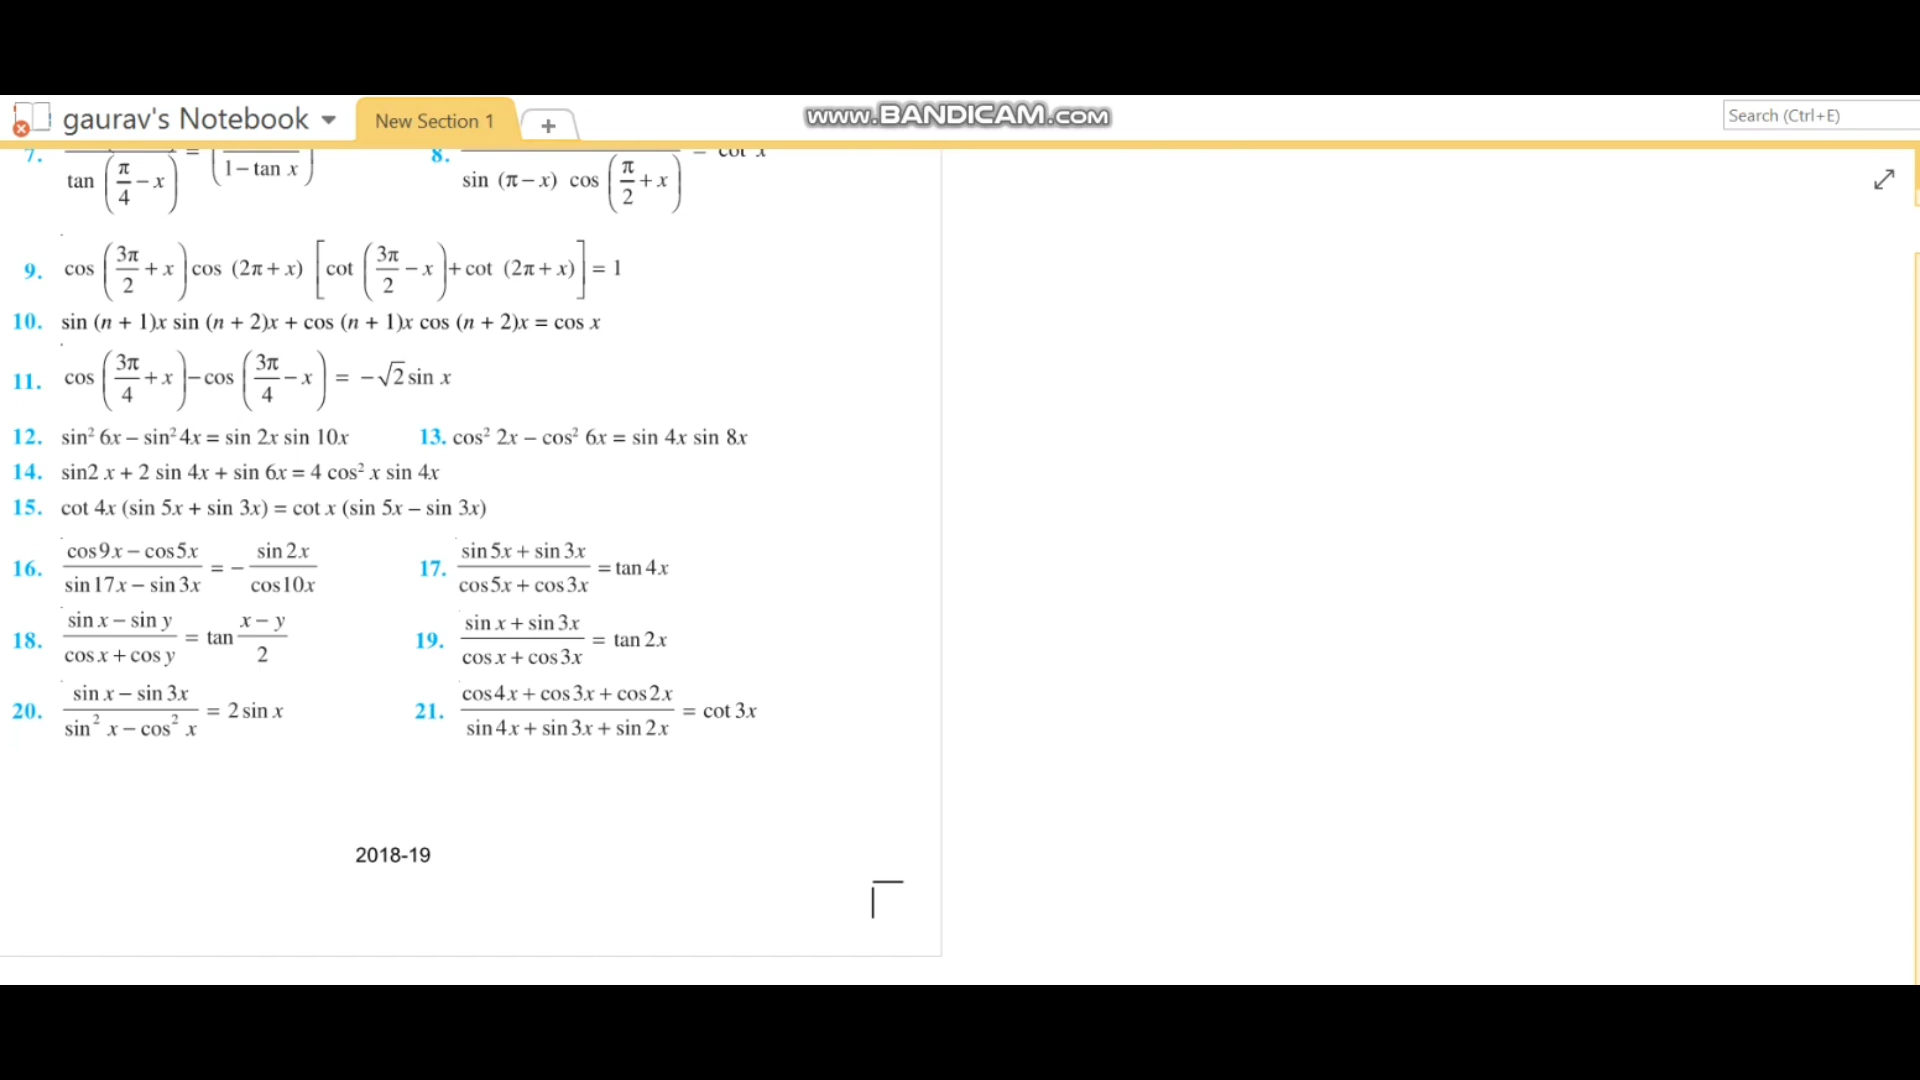 gaurav's Notebook New Section 1 + www.BANDICAM.com Search (Ctrl+E)
7. tan (π/4 − x) = (1 − tan x) 8. sin (π − x) cos (π/2 + x) = cot x
9. cos (3π/2 + x) cos (2π + x) [cot (3π/2 − x) + cot (2π + x)] = 1
10. sin (n + 1)x sin (n + 2)x + cos (n + 1)x cos (n + 2)x = cos x
11. cos (3π/4 + x) − cos (3π/4 − x) = −√2 sin x
12. sin² 6x – sin² 4x = sin 2x sin 10x 13. cos² 2x – cos² 6x = sin 4x sin 8x
14. sin2 x + 2 sin 4x + sin 6x = 4 cos² x sin 4x
15. cot 4x (sin 5x + sin 3x) = cot x (sin 5x – sin 3x)
16. (cos 9x − cos 5x)/(sin 17x − sin 3x) = − sin 2x/cos 10x 17. (sin 5x + sin 3x)/(cos 5x + cos 3x) = tan 4x
18. (sin x − sin y)/(cos x + cos y) = tan (x − y)/2 19. (sin x + sin 3x)/(cos x + cos 3x) = tan 2x
20. (sin x − sin 3x)/(sin² x − cos² x) = 2 sin x 21. (cos 4x + cos 3x + cos 2x)/(sin 4x + sin 3x + sin 2x) = cot 3x
2018-19